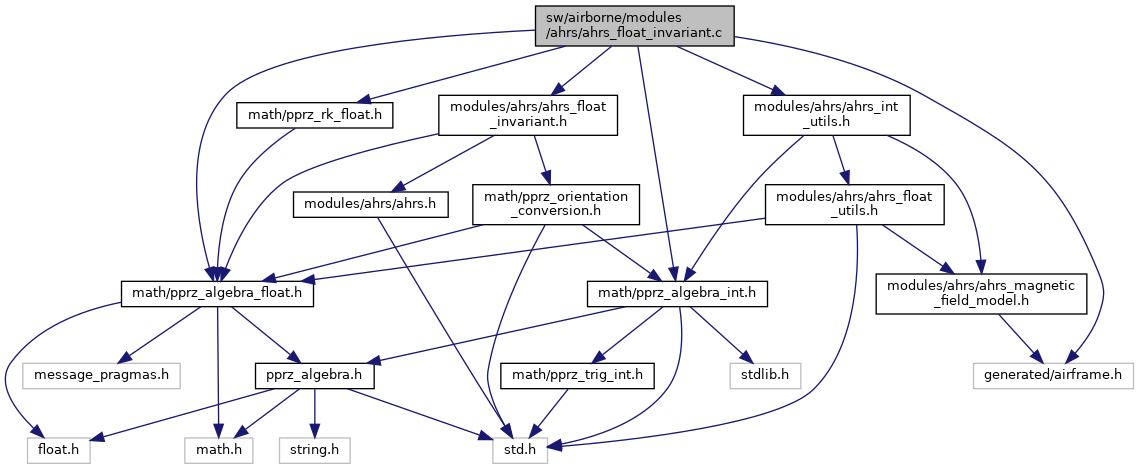 sw/airborne/modules
/ahrs/ahrs_float_invariant.c
math/pprz_rk_float.h
modules/ahrs/ahrs_float
_invariant.h
modules/ahrs/ahrs_int
_utils.h
modules/ahrs/ahrs.h
math/pprz_orientation
_conversion.h
modules/ahrs/ahrs_float
_utils.h
math/pprz_algebra_float.h
math/pprz_algebra_int.h
modules/ahrs/ahrs_magnetic
_field_model.h
message_pragmas.h
pprz_algebra.h
math/pprz_trig_int.h
stdlib.h
generated/airframe.h
float.h
math.h
string.h
std.h